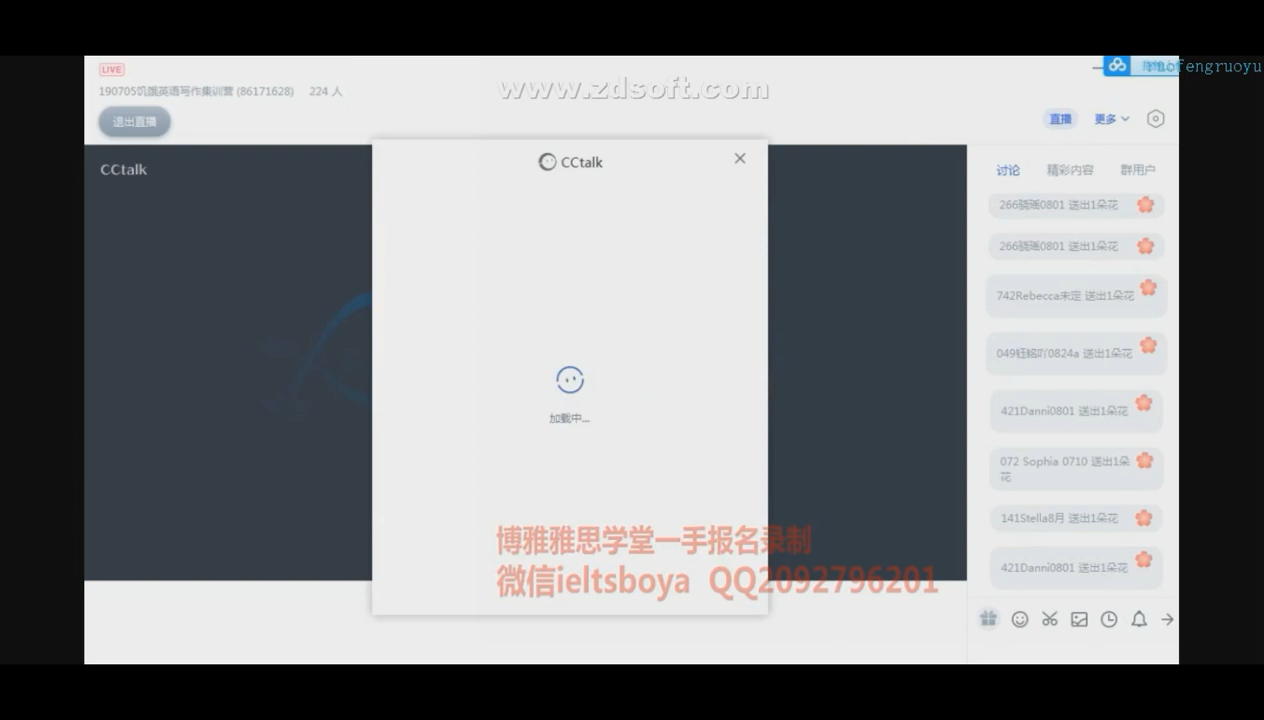 LIVE
190705饥饿英语写作集训营 (86171628) 224 人
退出直播
www.zdsoft.com
ruofengruoyu
直播
更多
CCtalk
CCtalk
讨论
精彩内容
群用户
266骁瑶0801 送出1朵花
266骁瑶0801 送出1朵花
742Rebecca未定 送出1朵花
送出1朵花
421Danni0801 送出1朵花
072 Sophia 0710 送出1朵
花
141Stella8月 送出1朵花
421Danni0801 送出1朵花
加载中...
博雅雅思学堂一手报名录制
微信ieltsboya QQ2092796201